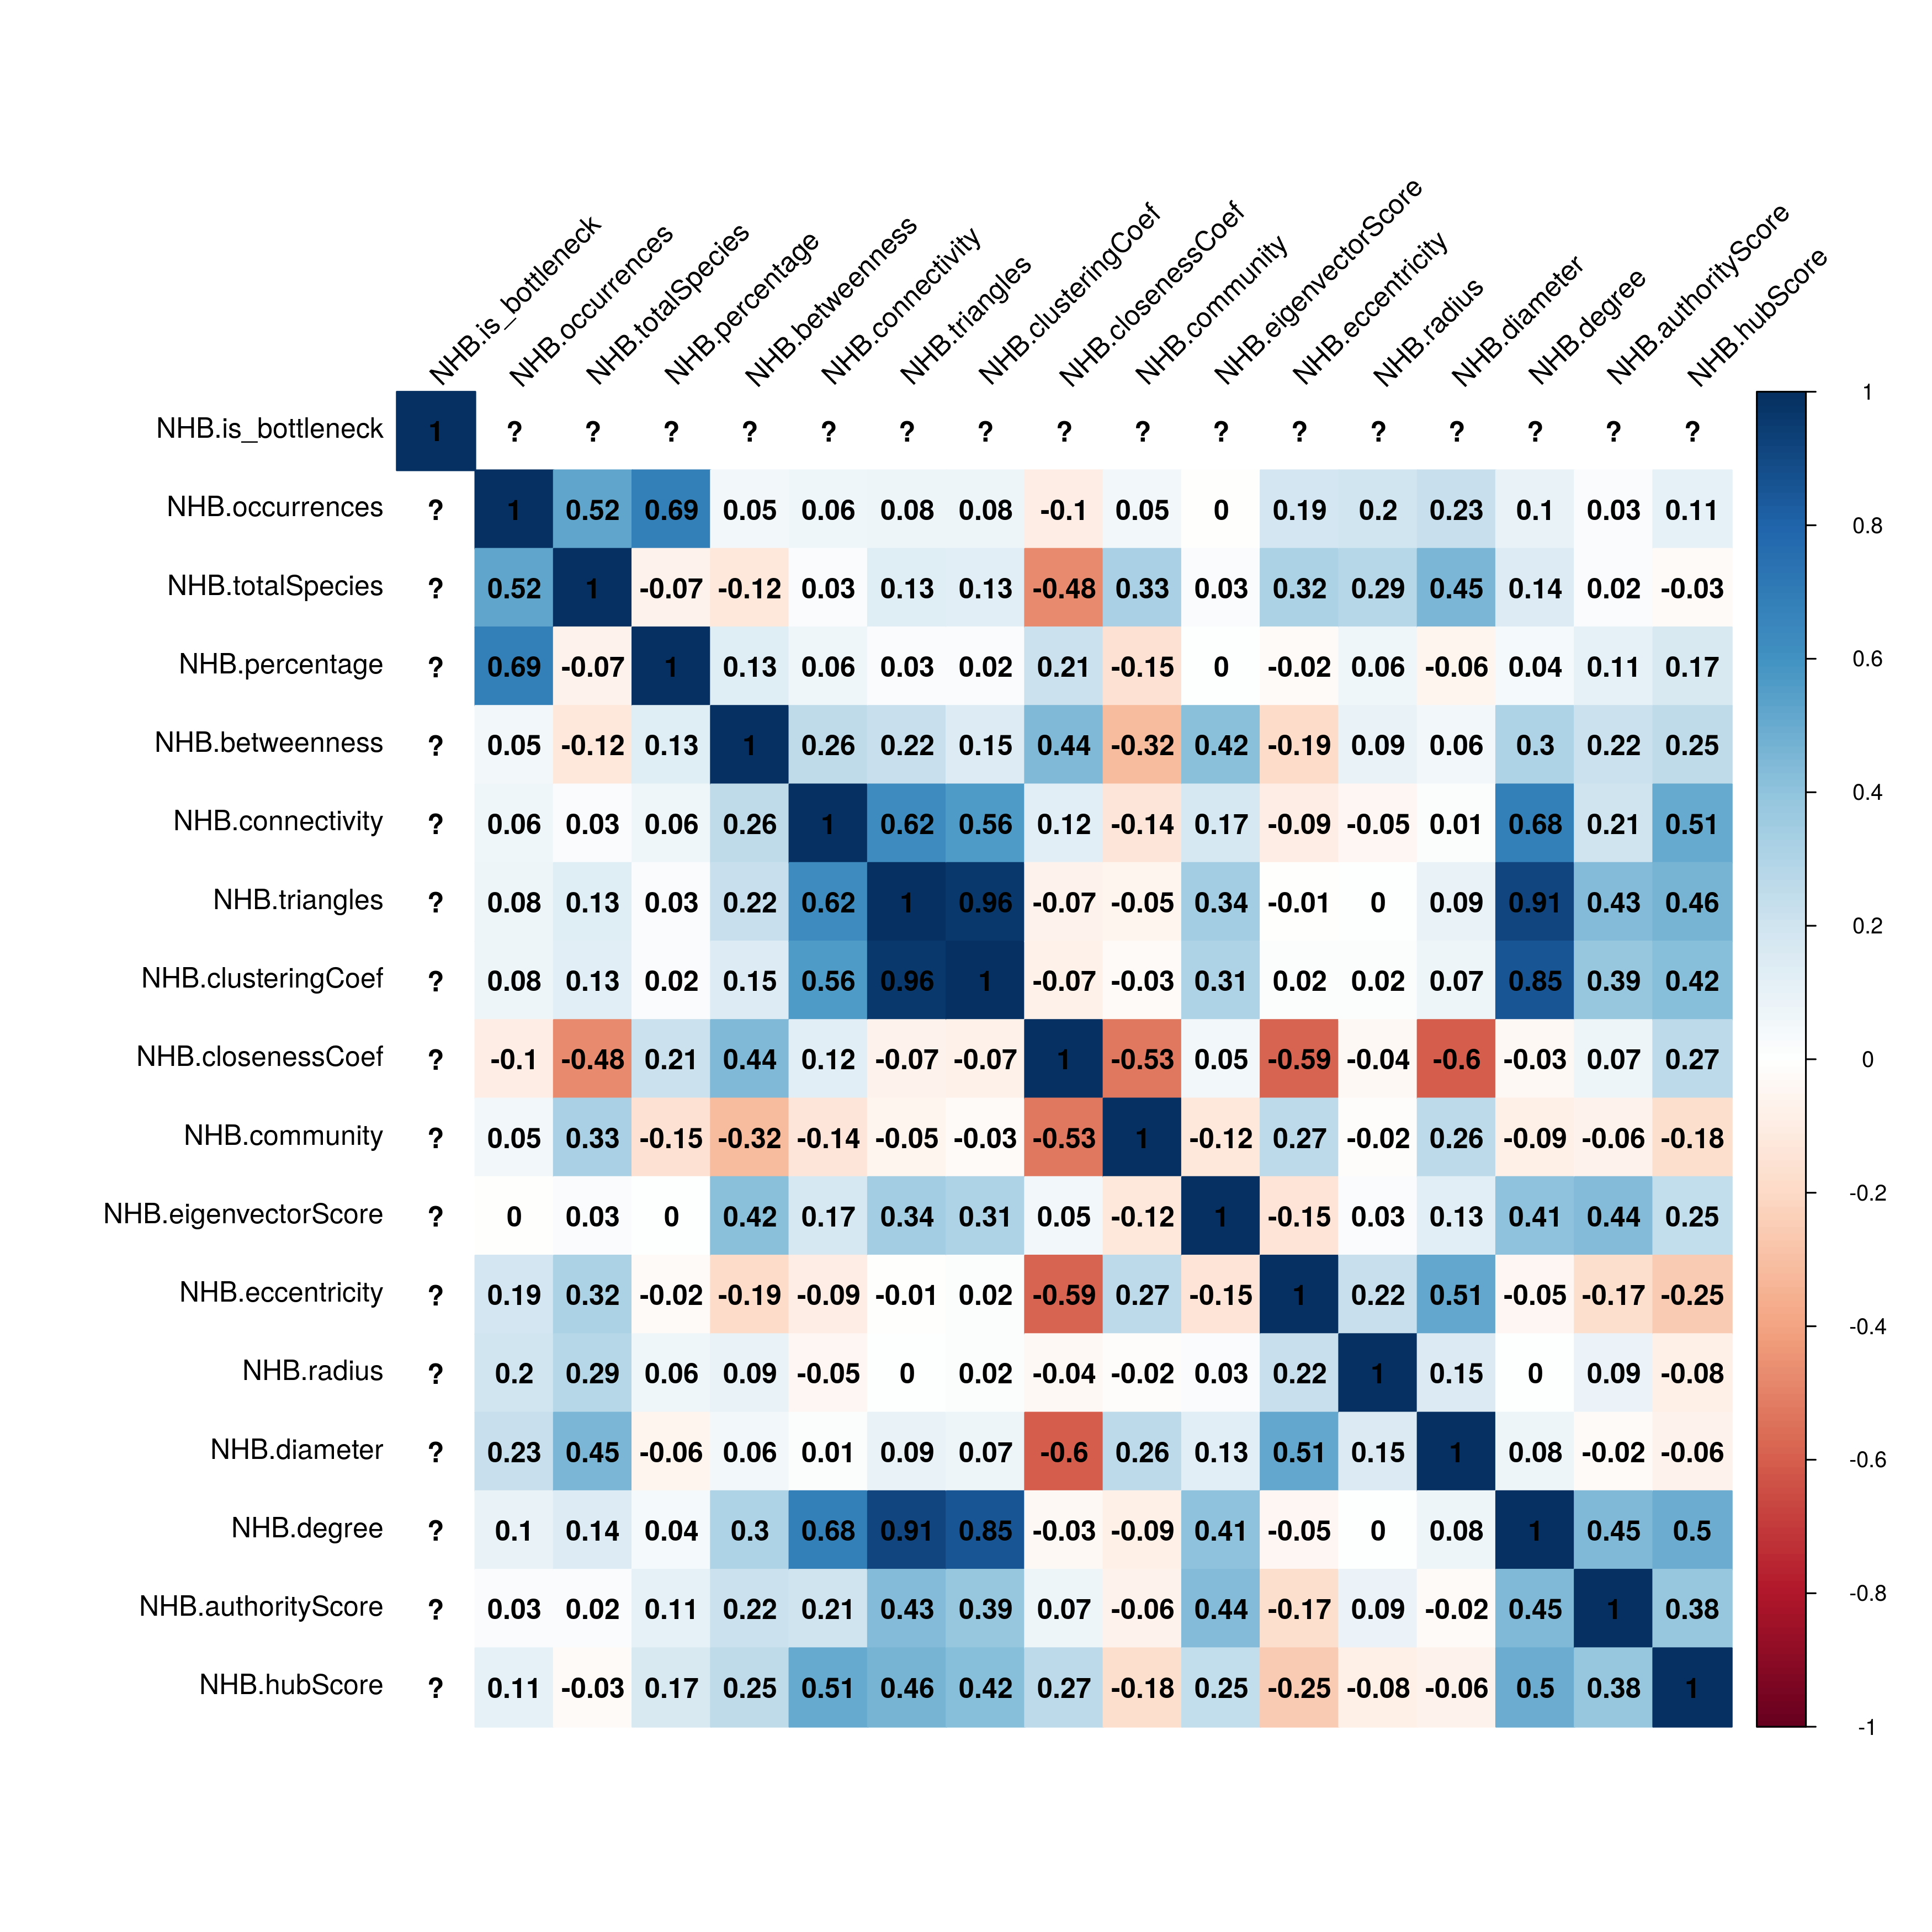 NHB.is_bottleneck
NHB.occurrences
NHB.totalSpecies
NHB.percentage
NHB.betweenness
NHB.connectivity
NHB.triangles
NHB.clusteringCoef
NHB.closenessCoef
NHB.community
NHB.eigenvectorScore
NHB.eccentricity
NHB.radius
NHB.diameter
NHB.degree
NHB.authorityScore
NHB.hubScore
NHB.is_bottleneck 1 ? ? ? ? ? ? ? ? ? ? ? ? ? ? ? ?
NHB.occurrences ? 1 0.52 0.69 0.05 0.06 0.08 0.08 -0.1 0.05 0 0.19 0.2 0.23 0.1 0.03 0.11
NHB.totalSpecies ? 0.52 1 -0.07 -0.12 0.03 0.13 0.13 -0.48 0.33 0.03 0.32 0.29 0.45 0.14 0.02 -0.03
NHB.percentage ? 0.69 -0.07 1 0.13 0.06 0.03 0.02 0.21 -0.15 0 -0.02 0.06 -0.06 0.04 0.11 0.17
NHB.betweenness ? 0.05 -0.12 0.13 1 0.26 0.22 0.15 0.44 -0.32 0.42 -0.19 0.09 0.06 0.3 0.22 0.25
NHB.connectivity ? 0.06 0.03 0.06 0.26 1 0.62 0.56 0.12 -0.14 0.17 -0.09 -0.05 0.01 0.68 0.21 0.51
NHB.triangles ? 0.08 0.13 0.03 0.22 0.62 1 0.96 -0.07 -0.05 0.34 -0.01 0 0.09 0.91 0.43 0.46
NHB.clusteringCoef ? 0.08 0.13 0.02 0.15 0.56 0.96 1 -0.07 -0.03 0.31 0.02 0.02 0.07 0.85 0.39 0.42
NHB.closenessCoef ? -0.1 -0.48 0.21 0.44 0.12 -0.07 -0.07 1 -0.53 0.05 -0.59 -0.04 -0.6 -0.03 0.07 0.27
NHB.community ? 0.05 0.33 -0.15 -0.32 -0.14 -0.05 -0.03 -0.53 1 -0.12 0.27 -0.02 0.26 -0.09 -0.06 -0.18
NHB.eigenvectorScore ? 0 0.03 0 0.42 0.17 0.34 0.31 0.05 -0.12 1 -0.15 0.03 0.13 0.41 0.44 0.25
NHB.eccentricity ? 0.19 0.32 -0.02 -0.19 -0.09 -0.01 0.02 -0.59 0.27 -0.15 1 0.22 0.51 -0.05 -0.17 -0.25
NHB.radius ? 0.2 0.29 0.06 0.09 -0.05 0 0.02 -0.04 -0.02 0.03 0.22 1 0.15 0 0.09 -0.08
NHB.diameter ? 0.23 0.45 -0.06 0.06 0.01 0.09 0.07 -0.6 0.26 0.13 0.51 0.15 1 0.08 -0.02 -0.06
NHB.degree ? 0.1 0.14 0.04 0.3 0.68 0.91 0.85 -0.03 -0.09 0.41 -0.05 0 0.08 1 0.45 0.5
NHB.authorityScore ? 0.03 0.02 0.11 0.22 0.21 0.43 0.39 0.07 -0.06 0.44 -0.17 0.09 -0.02 0.45 1 0.38
NHB.hubScore ? 0.11 -0.03 0.17 0.25 0.51 0.46 0.42 0.27 -0.18 0.25 -0.25 -0.08 -0.06 0.5 0.38 1
1
0.8
0.6
0.4
0.2
0
-0.2
-0.4
-0.6
-0.8
-1